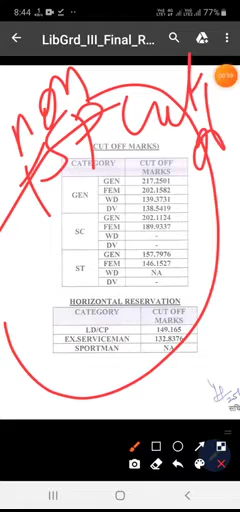 8:44
77%
LibGrd_III_Final_R...
00:59
(CUT OFF MARKS)
CATEGORY CUT OFF MARKS
GEN GEN 217.2501
FEM 202.1582
WD 139.3731
DV 138.5419
SC GEN 202.1124
FEM 189.9337
WD -
DV -
ST GEN 157.7976
FEM 146.1527
WD NA
DV -
HORIZONTAL RESERVATION
CATEGORY CUT OFF MARKS
LD/CP 149.165
EX.SERVICEMAN 132.8376
SPORTMAN NA